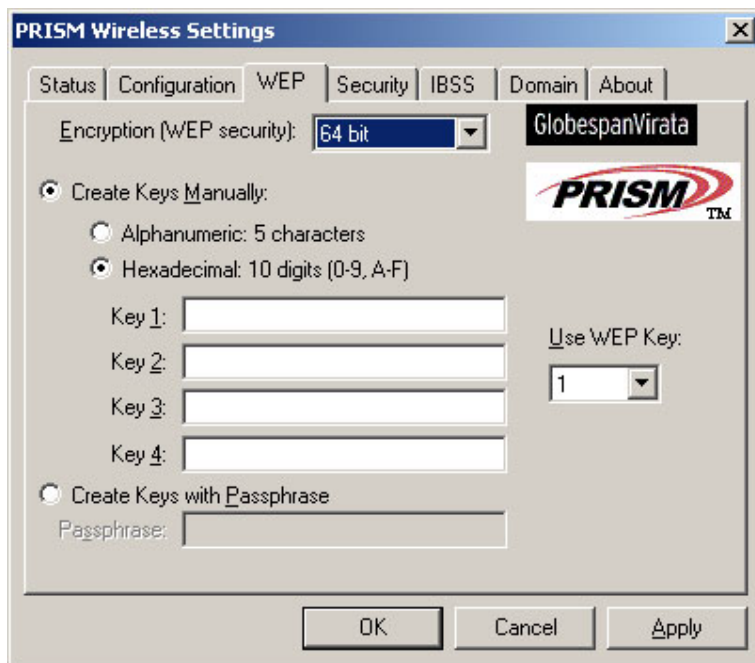 PRISM Wireless Settings
Status Configuration WEP Security IBSS Domain About
Encryption (WEP security): 64 bit
GlobespanVirata
PRISM TM
Create Keys Manually:
Alphanumeric: 5 characters
Hexadecimal: 10 digits (0-9, A-F)
Key 1:
Key 2:
Key 3:
Key 4:
Use WEP Key:
1
Create Keys with Passphrase
Passphrase:
OK Cancel Apply